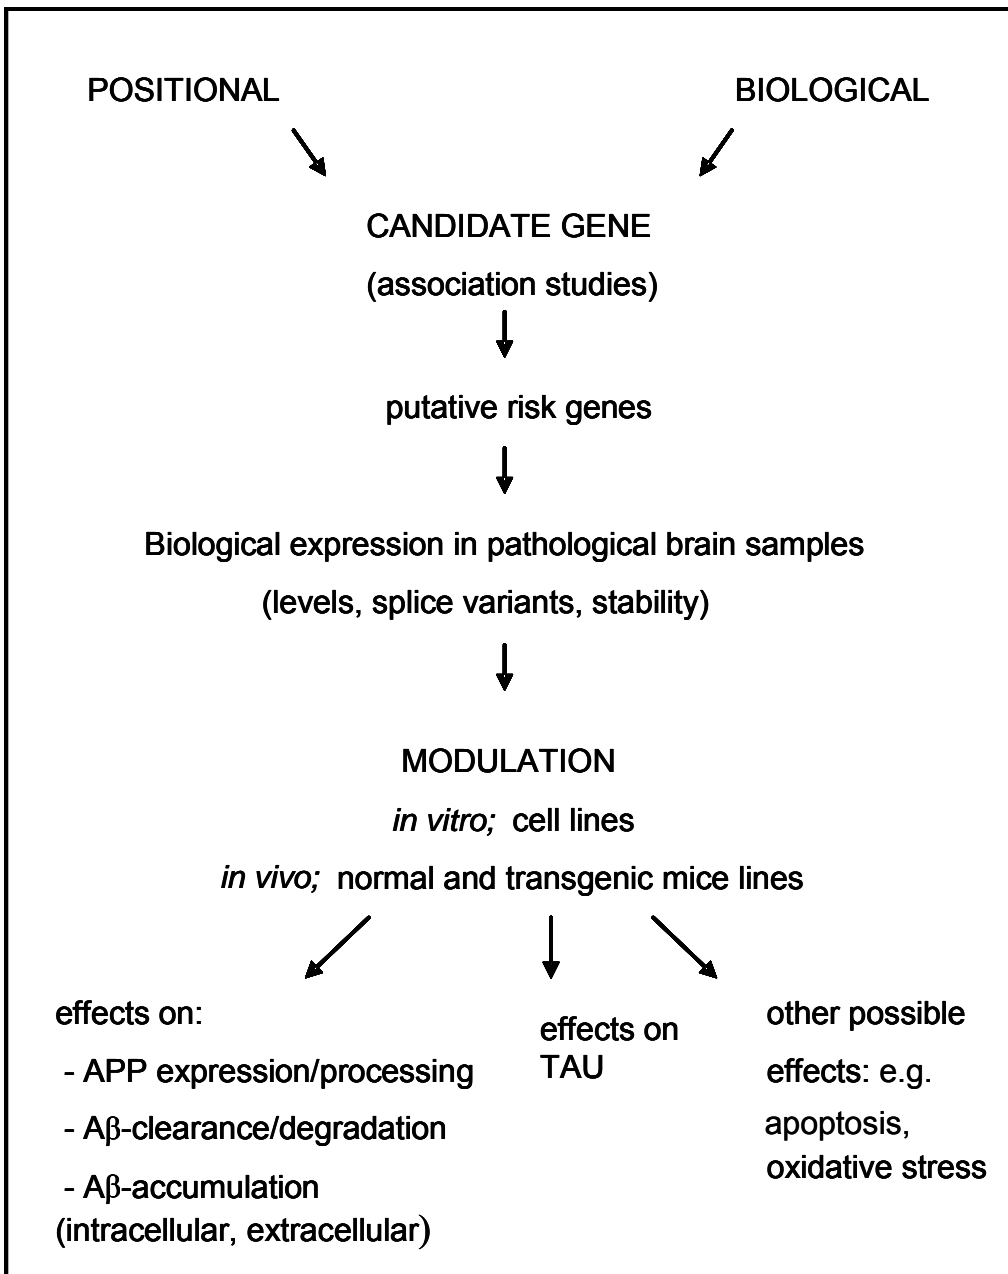 POSITIONAL
BIOLOGICAL
CANDIDATE GENE
(association studies)
putative risk genes
Biological expression in pathological brain samples
(levels, splice variants, stability)
MODULATION
in vitro; cell lines
in vivo; normal and transgenic mice lines
effects on:
- APP expression/processing
- Aβ-clearance/degradation
- Aβ-accumulation
(intracellular, extracellular)
effects on
TAU
other possible
effects: e.g.
apoptosis,
oxidative stress